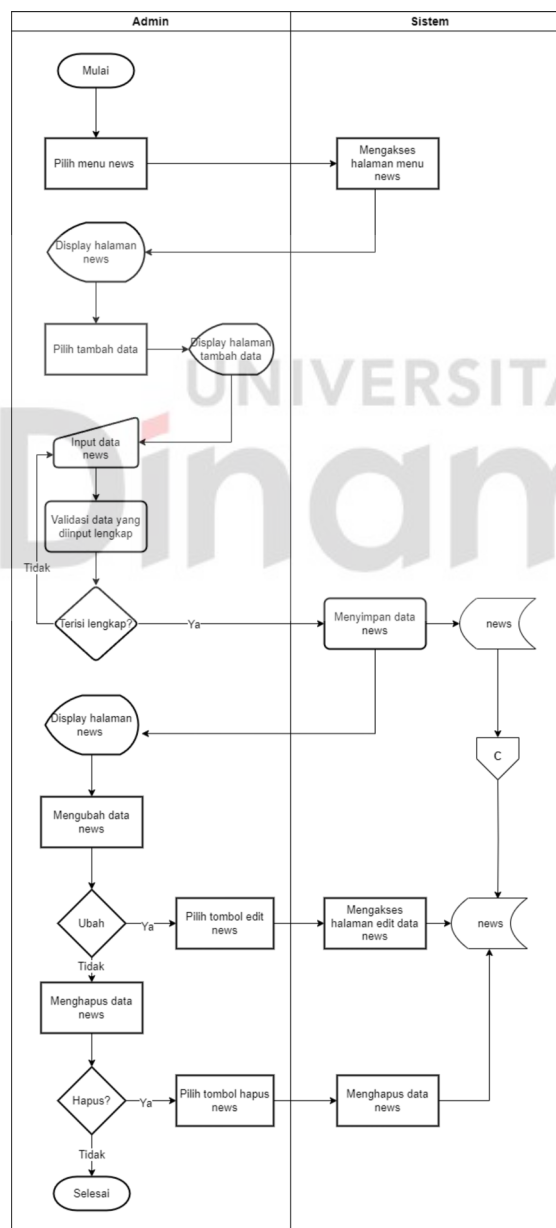 Admin
Sistem
Mulai
Pilih menu news
Mengakses
halaman menu
news
Display halaman
news
Pilih tambah data
Display halaman
tambah data
UNIVERSITA
Dinam
Input data
news
Validasi data yang
diinput lengkap
Tidak
Terisi lengkap?
Ya
Menyimpan data
news
news
Display halaman
news
C
Mengubah data
news
Ubah
Ya
Pilih tombol edit
news
Mengakses
halaman edit data
news
news
Tidak
Menghapus data
news
Hapus?
Ya
Pilih tombol hapus
news
Menghapus data
news
Tidak
Selesai